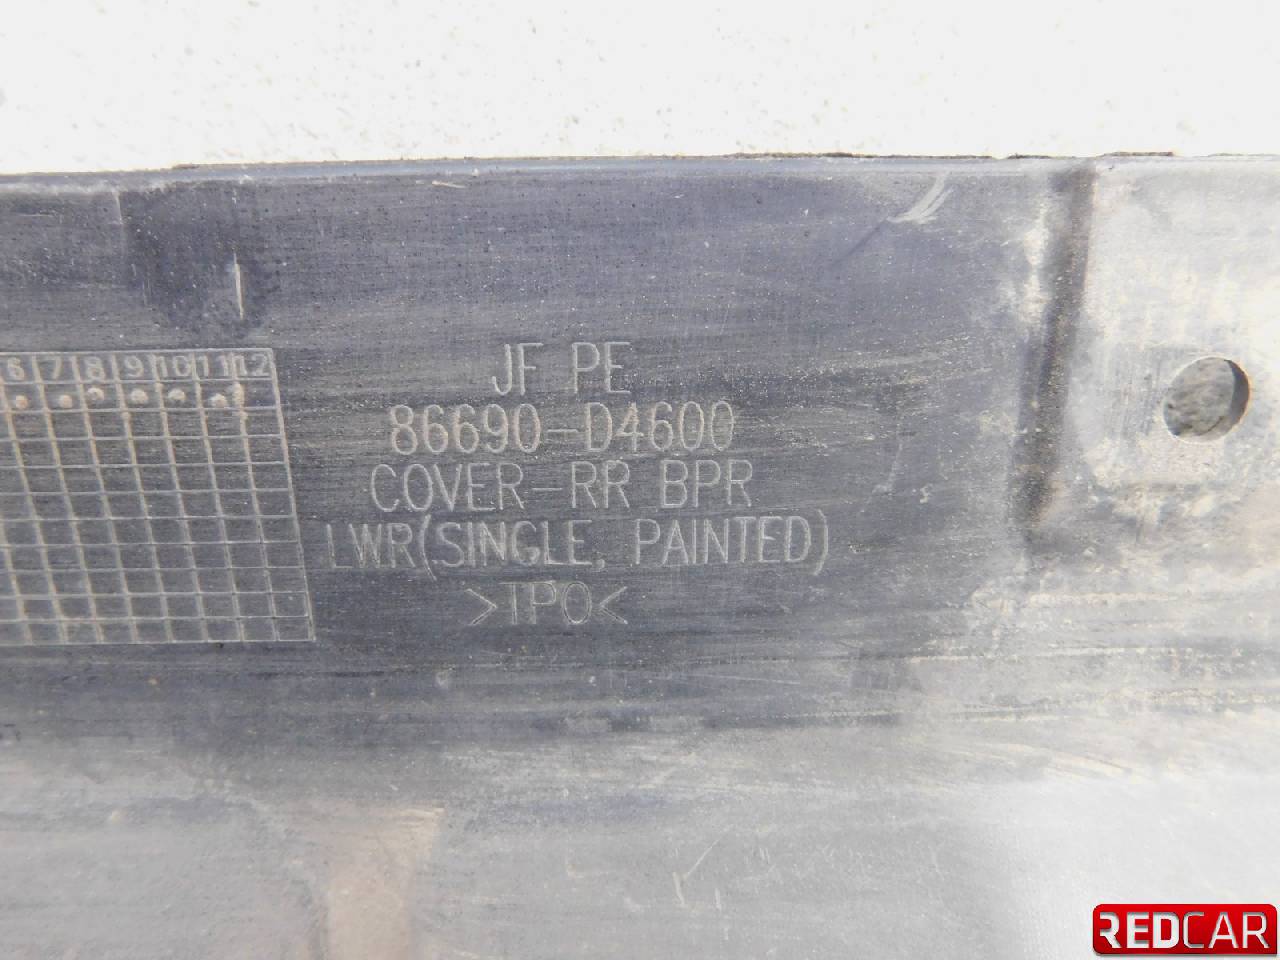 6 7 8 9 10 11 12
JF PE
86690-D4600
COVER-RR BPR
LWR(SINGLE, PAINTED)
>TPO<
REDCAR